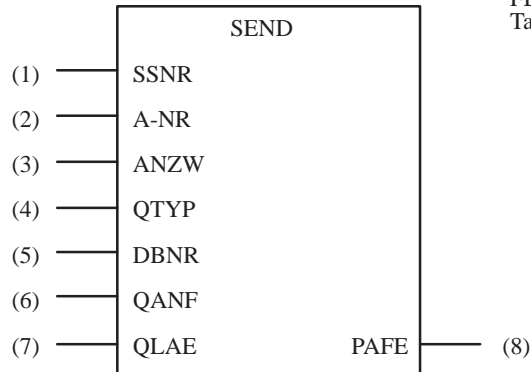 SEND
(1) SSNR
(2) A-NR
(3) ANZW
(4) QTYP
(5) DBNR
(6) QANF
(7) QLAE PAFE (8)